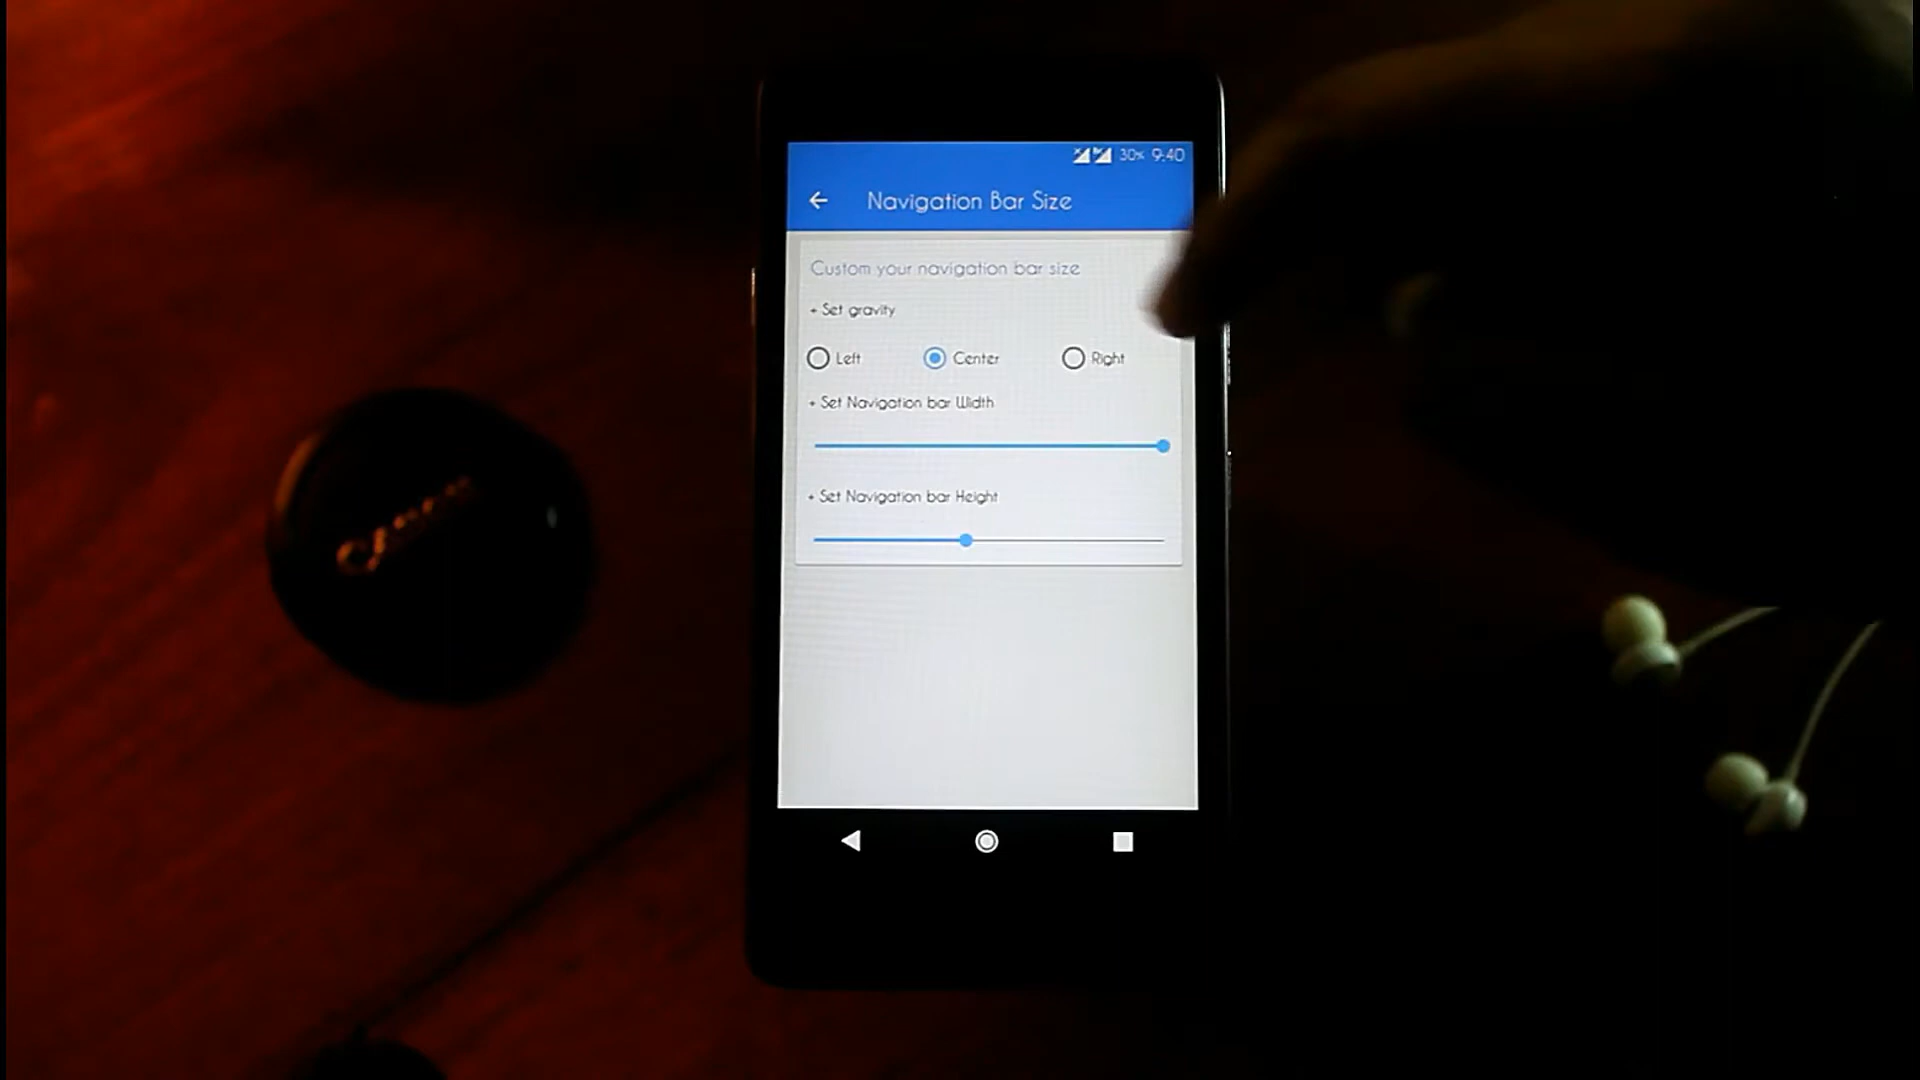 30% 9:40
Navigation Bar Size
Custom your navigation bar size
+ Set gravity
Left Center Right
+ Set Navigation bar Width
+ Set Navigation bar Height